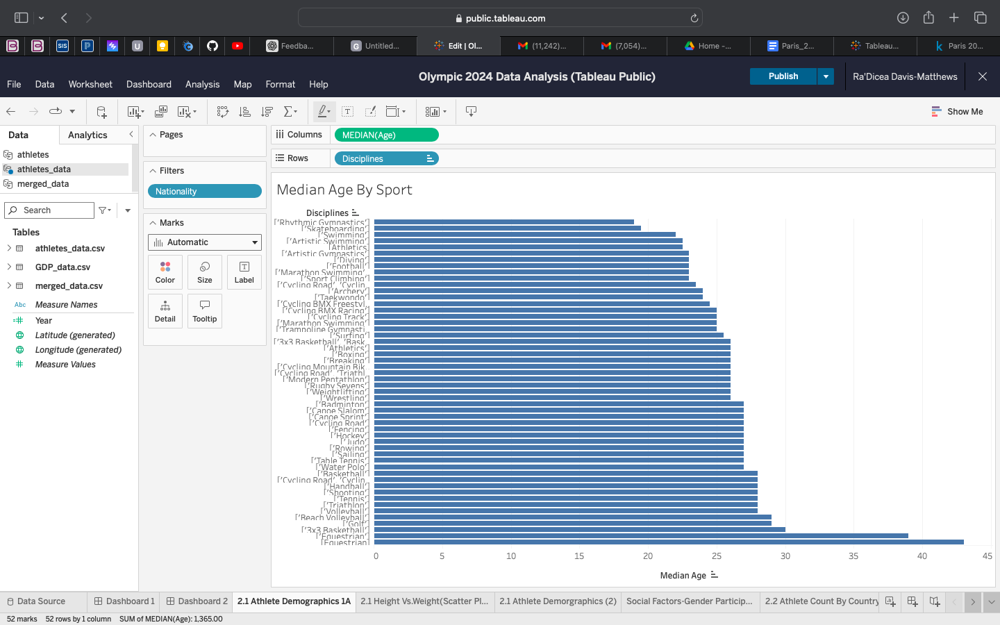 public.tableau.com
SIS
P
U
Feedba...
G Untitled...
Edit | Ol...
(11,242)...
(7,054)...
Home -...
Paris_2...
Tableau...
k Paris 20...
Olympic 2024 Data Analysis (Tableau Public)
Publish
Ra'Dicea Davis-Matthews
File Data Worksheet Dashboard Analysis Map Format Help
Show Me
Data Analytics
athletes
athletes_data
merged_data
Search
Tables
athletes_data.csv
GDP_data.csv
merged_data.csv
Abc Measure Names
Year
Latitude (generated)
Longitude (generated)
Measure Values
Pages
Filters
Nationality
Marks
Automatic
Color Size Label
Detail Tooltip
Columns MEDIAN(Age)
Rows Disciplines
Median Age By Sport
Disciplines
['Rhythmic Gymnastics']
['Skateboarding']
['Swimming']
['Artistic Swimming']
[Athletics]
['Artistic Gymnastics']
['Diving']
['Football']
['Marathon Swimming',..
['Sport Climbing']
['Cycling Road', 'Cyclin..
['Archery']
['Taekwondo']
['Cycling BMX Freestyl..
['Cycling BMX Racing']
['Cycling Track']
['Marathon Swimming']
['Trampoline Gymnasti..
['Surfing']
['3x3 Basketball', 'Bask..
['Athletics']
['Boxing']
['Breaking']
['Cycling Mountain Bik..
['Cycling Road', 'Triathl..
['Modern Pentathlon']
['Rugby Sevens']
['Weightlifting']
['Wrestling']
['Badminton']
['Canoe Slalom']
['Canoe Sprint']
['Cycling Road']
['Fencing']
['Hockey']
['Judo']
['Rowing']
['Sailing']
['Table Tennis']
['Water Polo']
['Basketball']
['Cycling Road', 'Cyclin..
['Handball']
['Shooting']
['Tennis']
['Triathlon']
['Volleyball']
['Beach Volleyball']
['Golf']
['3x3 Basketball']
['Equestrian']
[Equestrian]
0 5 10 15 20 25 30 35 40 45
Median Age
Data Source Dashboard 1 Dashboard 2 2.1 Athlete Demographics 1A 2.1 Height Vs.Weight(Scatter Pl... 2.1 Athlete Demorgraphics (2) Social Factors-Gender Particip... 2.2 Athlete Count By Country
52 marks 52 rows by 1 column SUM of MEDIAN(Age): 1,365.00